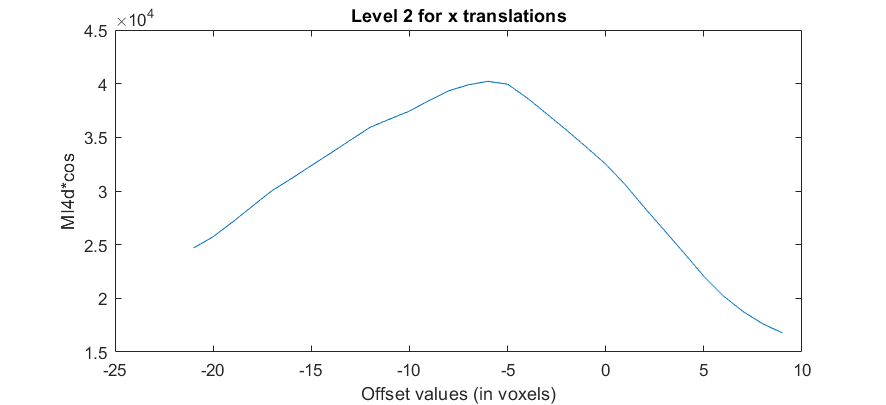 Level 2 for x translations
×10⁴
4.5
4
3.5
3
2.5
2
1.5
MI4d*cos
-25 -20 -15 -10 -5 0 5 10
Offset values (in voxels)